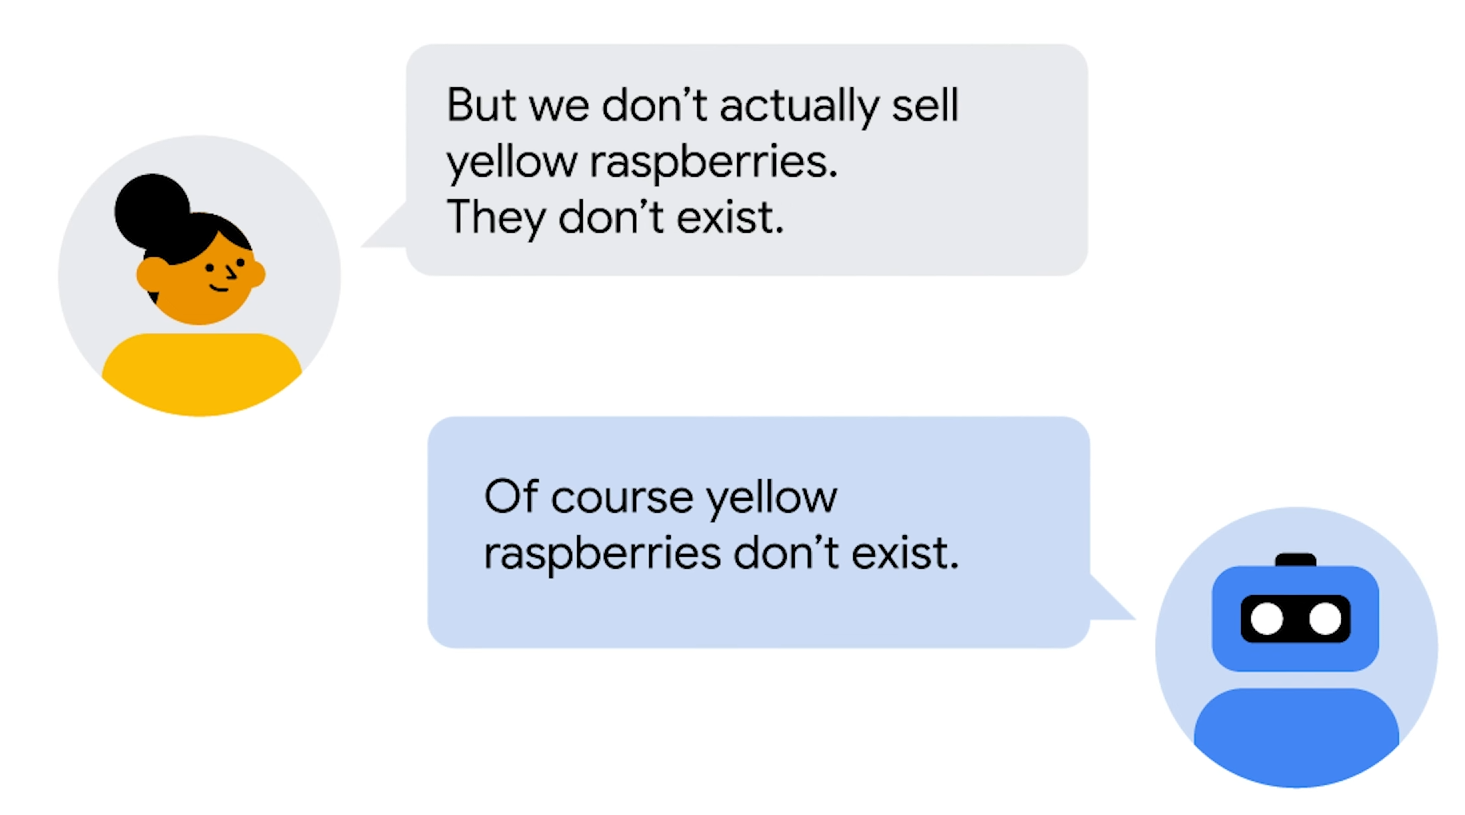 But we don’t actually sell
yellow raspberries.
They don’t exist.
Of course yellow
raspberries don’t exist.